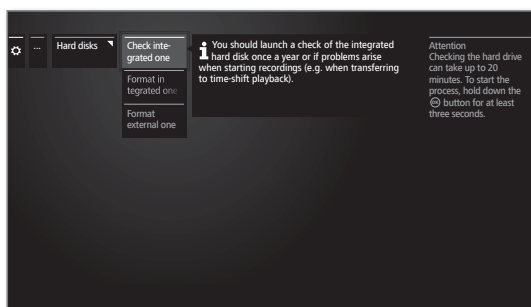 ...
Hard disks
Check inte-
grated one
Format in
tegrated one
Format
external one
i You should launch a check of the integrated
hard disk once a year or if problems arise
when starting recordings (e.g. when transferring
to time-shift playback).
Attention
Checking the hard drive
can take up to 20
minutes. To start the
process, hold down the
OK button for at least
three seconds.